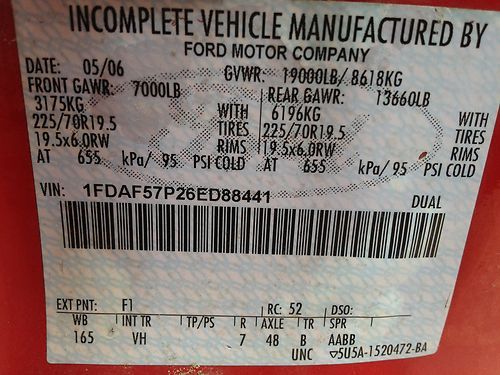 INCOMPLETE VEHICLE MANUFACTURED BY
FORD MOTOR COMPANY
DATE: 05/06 GVWR: 19000LB/ 8618KG
FRONT GAWR: 7000LB REAR GAWR: 13660LB
3175KG WITH 6196KG WITH
225/70R19.5 TIRES 225/70R19.5 TIRES
19.5x6.0RW RIMS 19.5x6.0RW RIMS
AT 655 kPa/ 95 PSI COLD AT 655 kPa/ 95 PSI COLD
VIN: 1FDAF57P26ED88441 DUAL
EXT PNT: F1 RC: 52 DSO:
WB INT TR TP/PS R AXLE TR SPR
165 VH 7 48 B AABB
UNC ▽5U5A-1520472-BA